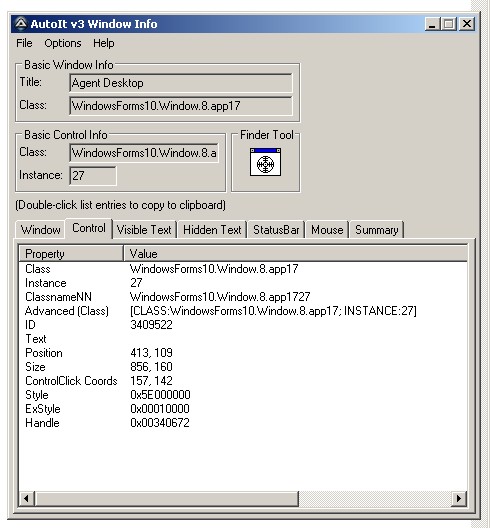 AutoIt v3 Window Info
File Options Help
Basic Window Info
Title: Agent Desktop
Class: WindowsForms10.Window.8.app17
Basic Control Info Finder Tool
Class: WindowsForms10.Window.8.a
Instance: 27
(Double-click list entries to copy to clipboard)
Window Control Visible Text Hidden Text StatusBar Mouse Summary
Property Value
Class WindowsForms10.Window.8.app17
Instance 27
ClassnameNN WindowsForms10.Window.8.app1727
Advanced (Class) [CLASS:WindowsForms10.Window.8.app17; INSTANCE:27]
ID 3409522
Text
Position 413, 109
Size 856, 160
ControlClick Coords 157, 142
Style 0x5E000000
ExStyle 0x00010000
Handle 0x00340672